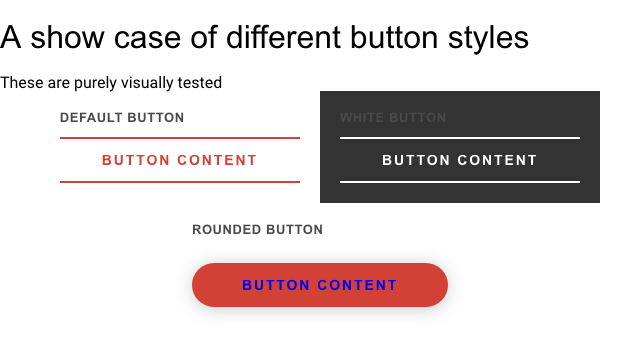 A show case of different button styles
These are purely visually tested
DEFAULT BUTTON
BUTTON CONTENT
WHITE BUTTON
BUTTON CONTENT
ROUNDED BUTTON
BUTTON CONTENT